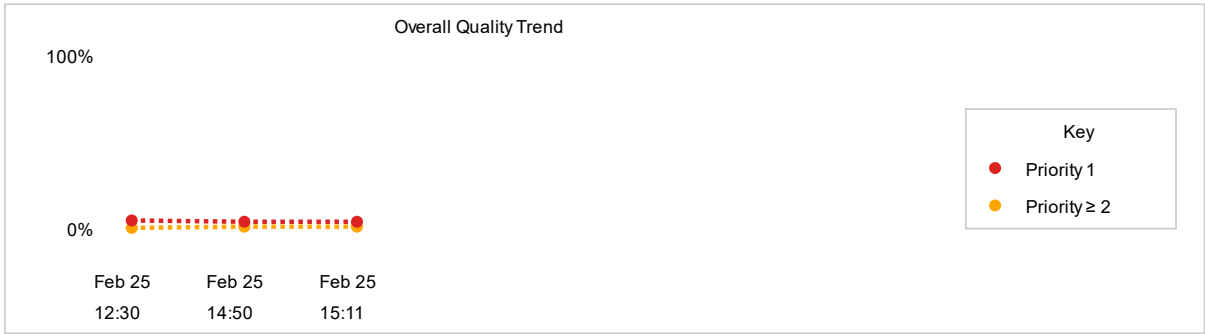 Overall Quality Trend
100%
0%
Feb 25 Feb 25 Feb 25
12:30 14:50 15:11
Key
Priority 1
Priority ≥ 2